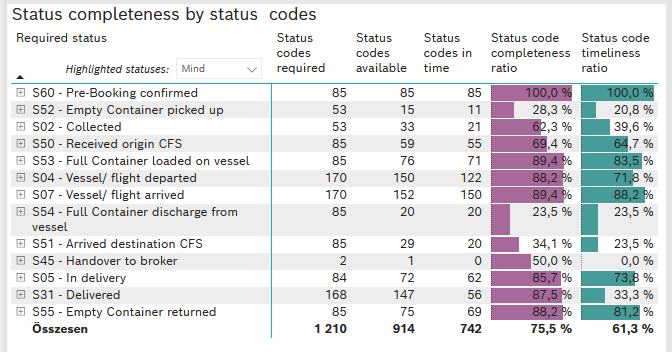 Status completeness by status codes
Required status Status codes required Status codes available Status codes in time Status code completeness ratio Status code timeliness ratio
Highlighted statuses: Mind
S60 - Pre-Booking confirmed 85 85 85 100,0 % 100,0 %
S52 - Empty Container picked up 53 15 11 28,3 % 20,8 %
S02 - Collected 53 33 21 62,3 % 39,6 %
S50 - Received origin CFS 85 59 55 69,4 % 64,7 %
S53 - Full Container loaded on vessel 85 76 71 89,4 % 83,5 %
S04 - Vessel/ flight departed 170 150 122 88,2 % 71,8 %
S07 - Vessel/ flight arrived 170 152 150 89,4 % 88,2 %
S54 - Full Container discharge from vessel 85 20 20 23,5 % 23,5 %
S51 - Arrived destination CFS 85 29 20 34,1 % 23,5 %
S45 - Handover to broker 2 1 0 50,0 % 0,0 %
S05 - In delivery 84 72 62 85,7 % 73,8 %
S31 - Delivered 168 147 56 87,5 % 33,3 %
S55 - Empty Container returned 85 75 69 88,2 % 81,2 %
Összesen 1 210 914 742 75,5 % 61,3 %